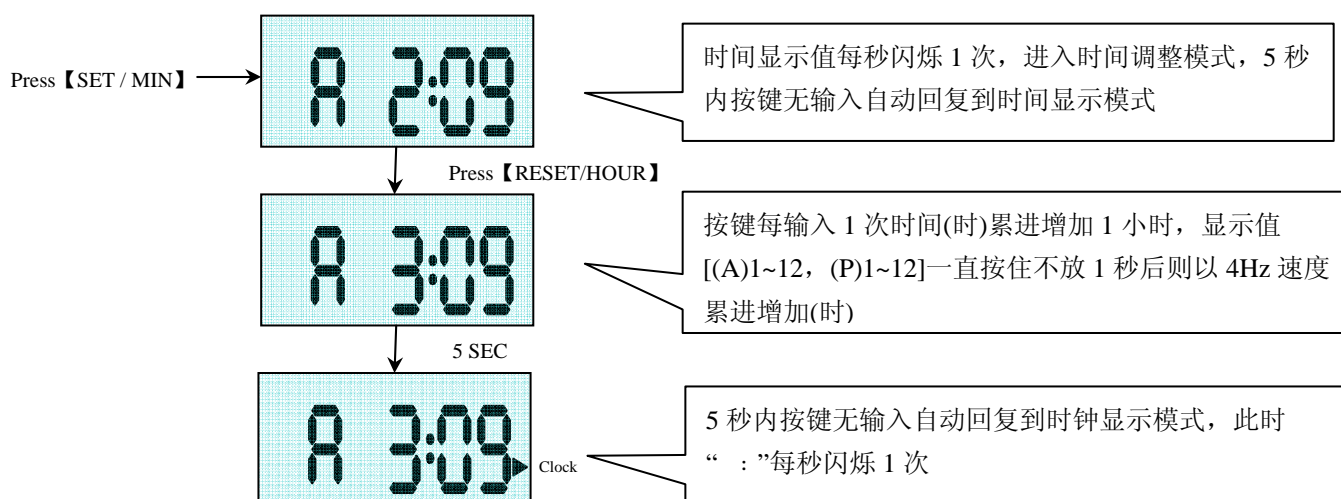 Press【SET / MIN】
A 2:09
时间显示值每秒闪烁 1 次，进入时间调整模式，5 秒
内按键无输入自动回复到时间显示模式
Press【RESET/HOUR】
A 3:09
按键每输入 1 次时间(时)累进增加 1 小时，显示值
[(A)1~12，(P)1~12]一直按住不放 1 秒后则以 4Hz 速度
累进增加(时)
5 SEC
A 3:09
Clock
5 秒内按键无输入自动回复到时钟显示模式，此时
“ : ”每秒闪烁 1 次